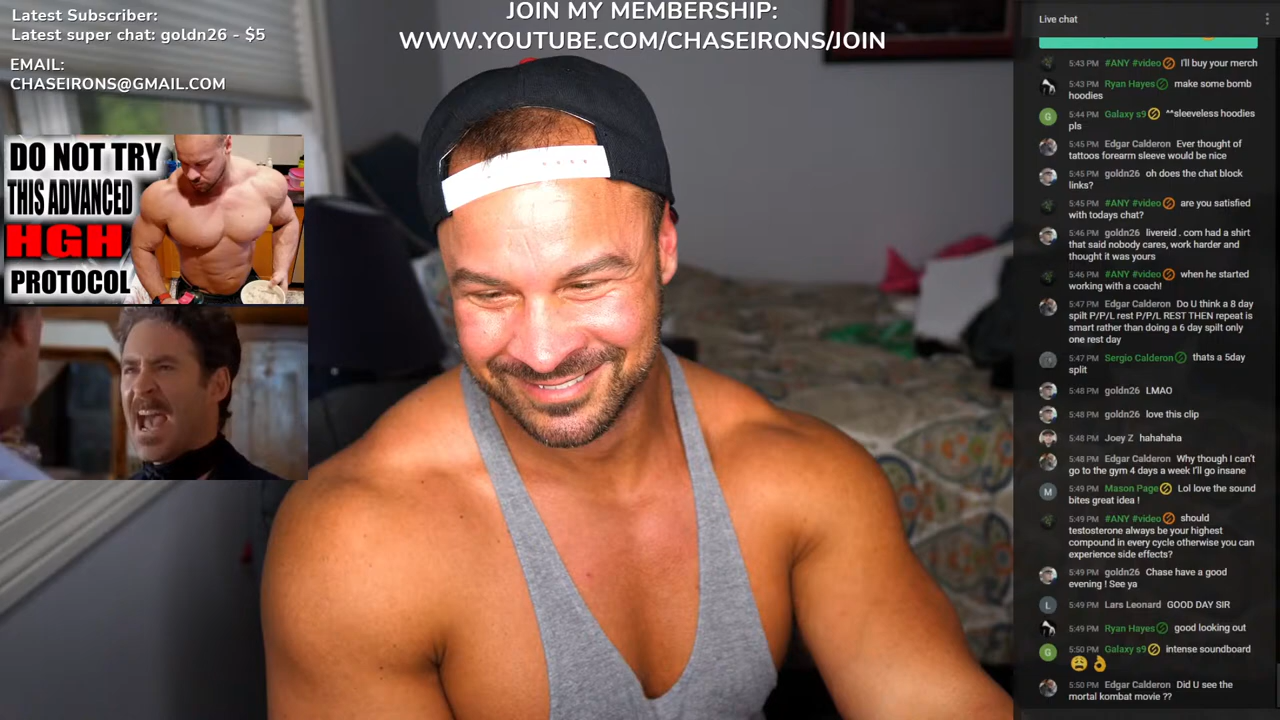 Latest Subscriber:
Latest super chat: goldn26 - $5
EMAIL:
CHASEIRONS@GMAIL.COM
JOIN MY MEMBERSHIP:
WWW.YOUTUBE.COM/CHASEIRONS/JOIN
DO NOT TRY
THIS ADVANCED
HGH
PROTOCOL
Live chat
5:43 PM #ANY #video I'll buy your merch
5:43 PM Ryan Hayes make some bomb
hoodies
G
5:44 PM Galaxy s9 ^^sleeveless hoodies
pls
5:45 PM Edgar Calderon Ever thought of
tattoos forearm sleeve would be nice
5:45 PM goldn26 oh does the chat block
links?
5:45 PM #ANY #video are you satisfied
with todays chat?
5:46 PM goldn26 livereid . com had a shirt
that said nobody cares, work harder and
thought it was yours
5:46 PM #ANY #video when he started
working with a coach!
5:47 PM Edgar Calderon Do U think a 8 day
spilt P/P/L rest P/P/L REST THEN repeat is
smart rather than doing a 6 day spilt only
one rest day
5:47 PM Sergio Calderon thats a 5day
split
5:48 PM goldn26 LMAO
5:48 PM goldn26 love this clip
5:48 PM Joey Z hahahaha
5:48 PM Edgar Calderon Why though I can't
go to the gym 4 days a week I'll go insane
M
5:49 PM Mason Page Lol love the sound
bites great idea !
5:49 PM #ANY #video should
testosterone always be your highest
compound in every cycle otherwise you can
experience side effects?
5:49 PM goldn26 Chase have a good
evening ! See ya
L
5:49 PM Lars Leonard GOOD DAY SIR
5:49 PM Ryan Hayes good looking out
G
5:50 PM Galaxy s9 intense soundboard
😩 👌
5:50 PM Edgar Calderon Did U see the
mortal kombat movie ??